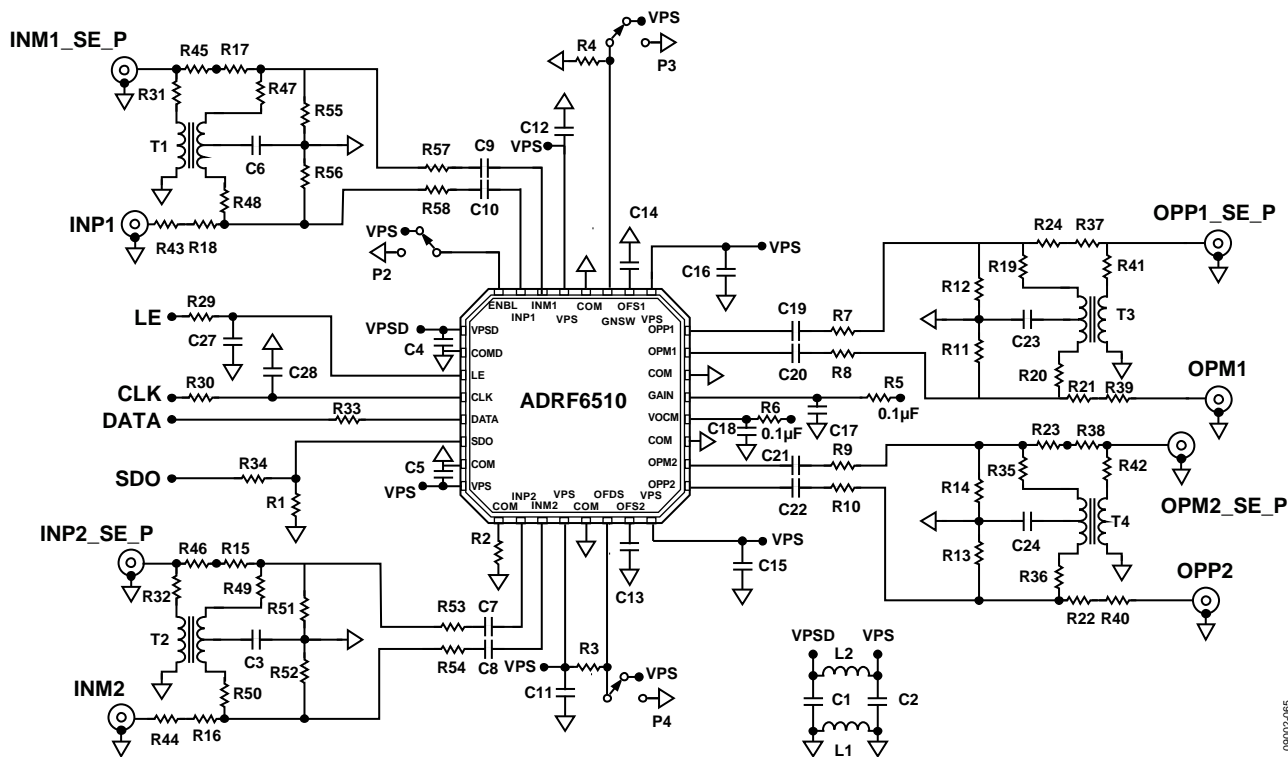 INM1_SE_P
R45 R17
R31
R47
R55
T1
C6
R56
R48
INP1
R43 R18
R57 C9
R58 C10
C12
VPS
R4
VPS
P3
C14
VPS
P2
C16
VPS
LE
R29
C27
CLK
R30
C28
DATA
R33
SDO
R34
R1
VPSD
C4
C5
VPS
ENBL
INP1
INM1
VPS
COM
GNSW
OFS1
VPS
VPSD
COMD
LE
CLK
DATA
SDO
COM
VPS
ADRF6510
OPP1
OPM1
COM
GAIN
VOCM
COM
OPM2
OPP2
COM
INP2
INM2
VPS
COM
OFDS
OFS2
VPS
C19 R7
C20 R8
R5
0.1µF
C17
R6
0.1µF
C18
C21 R9
C22 R10
OPP1_SE_P
R24 R37
R19
R41
R12
C23
T3
R11
R20
R21 R39
OPM1
R23 R38
R35
R42
R14
OPM2_SE_P
C24
T4
R13
R36
R22 R40
OPP2
INP2_SE_P
R46 R15
R32
R49
R51
T2
C3
R52
R50
INM2
R44 R16
R53 C7
R54 C8
R2
VPS
C11
R3
VPS
P4
C13
VPS
C15
VPSD VPS
L2
C1 C2
L1
09002-065